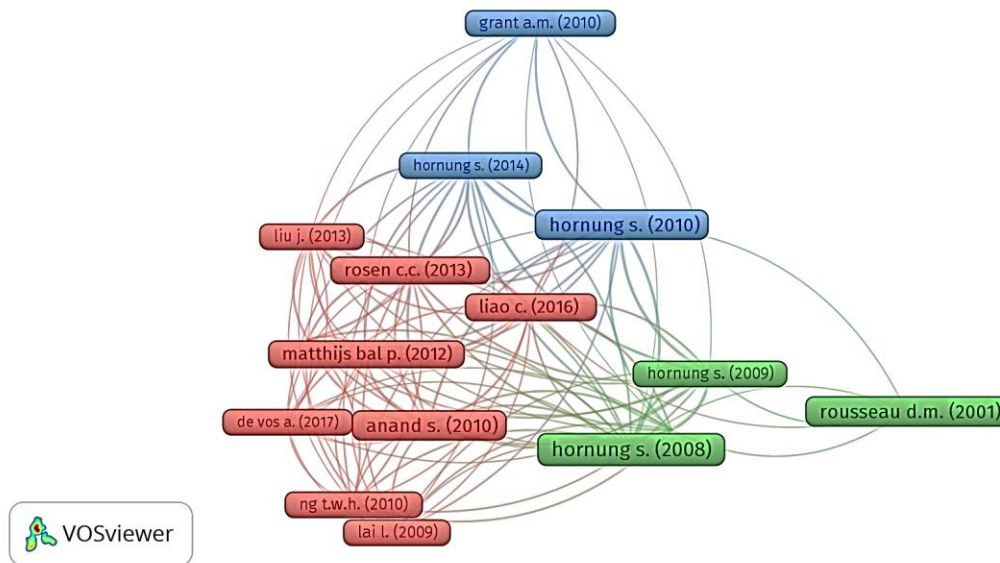 grant a.m. (2010)
hornung s. (2014)
hornung s. (2010)
liu j. (2013)
rosen c.c. (2013)
liao c. (2016)
matthijs bal p. (2012)
hornung s. (2009)
rousseau d.m. (2001)
de vos a. (2017)
anand s. (2010)
hornung s. (2008)
ng t.w.h. (2010)
lai l. (2009)
VOSviewer